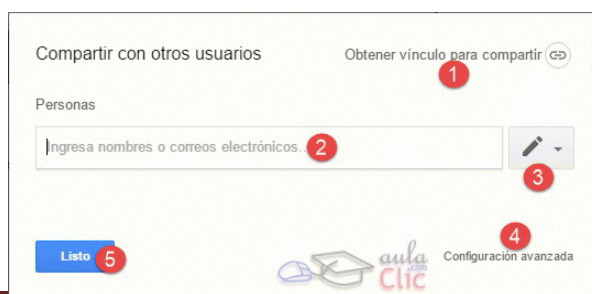 Compartir con otros usuarios
Obtener vínculo para compartir
1
Personas
Ingresa nombres o correos electrónicos..
2
3
4
Listo
5
aula
.com
Clic
Configuración avanzada